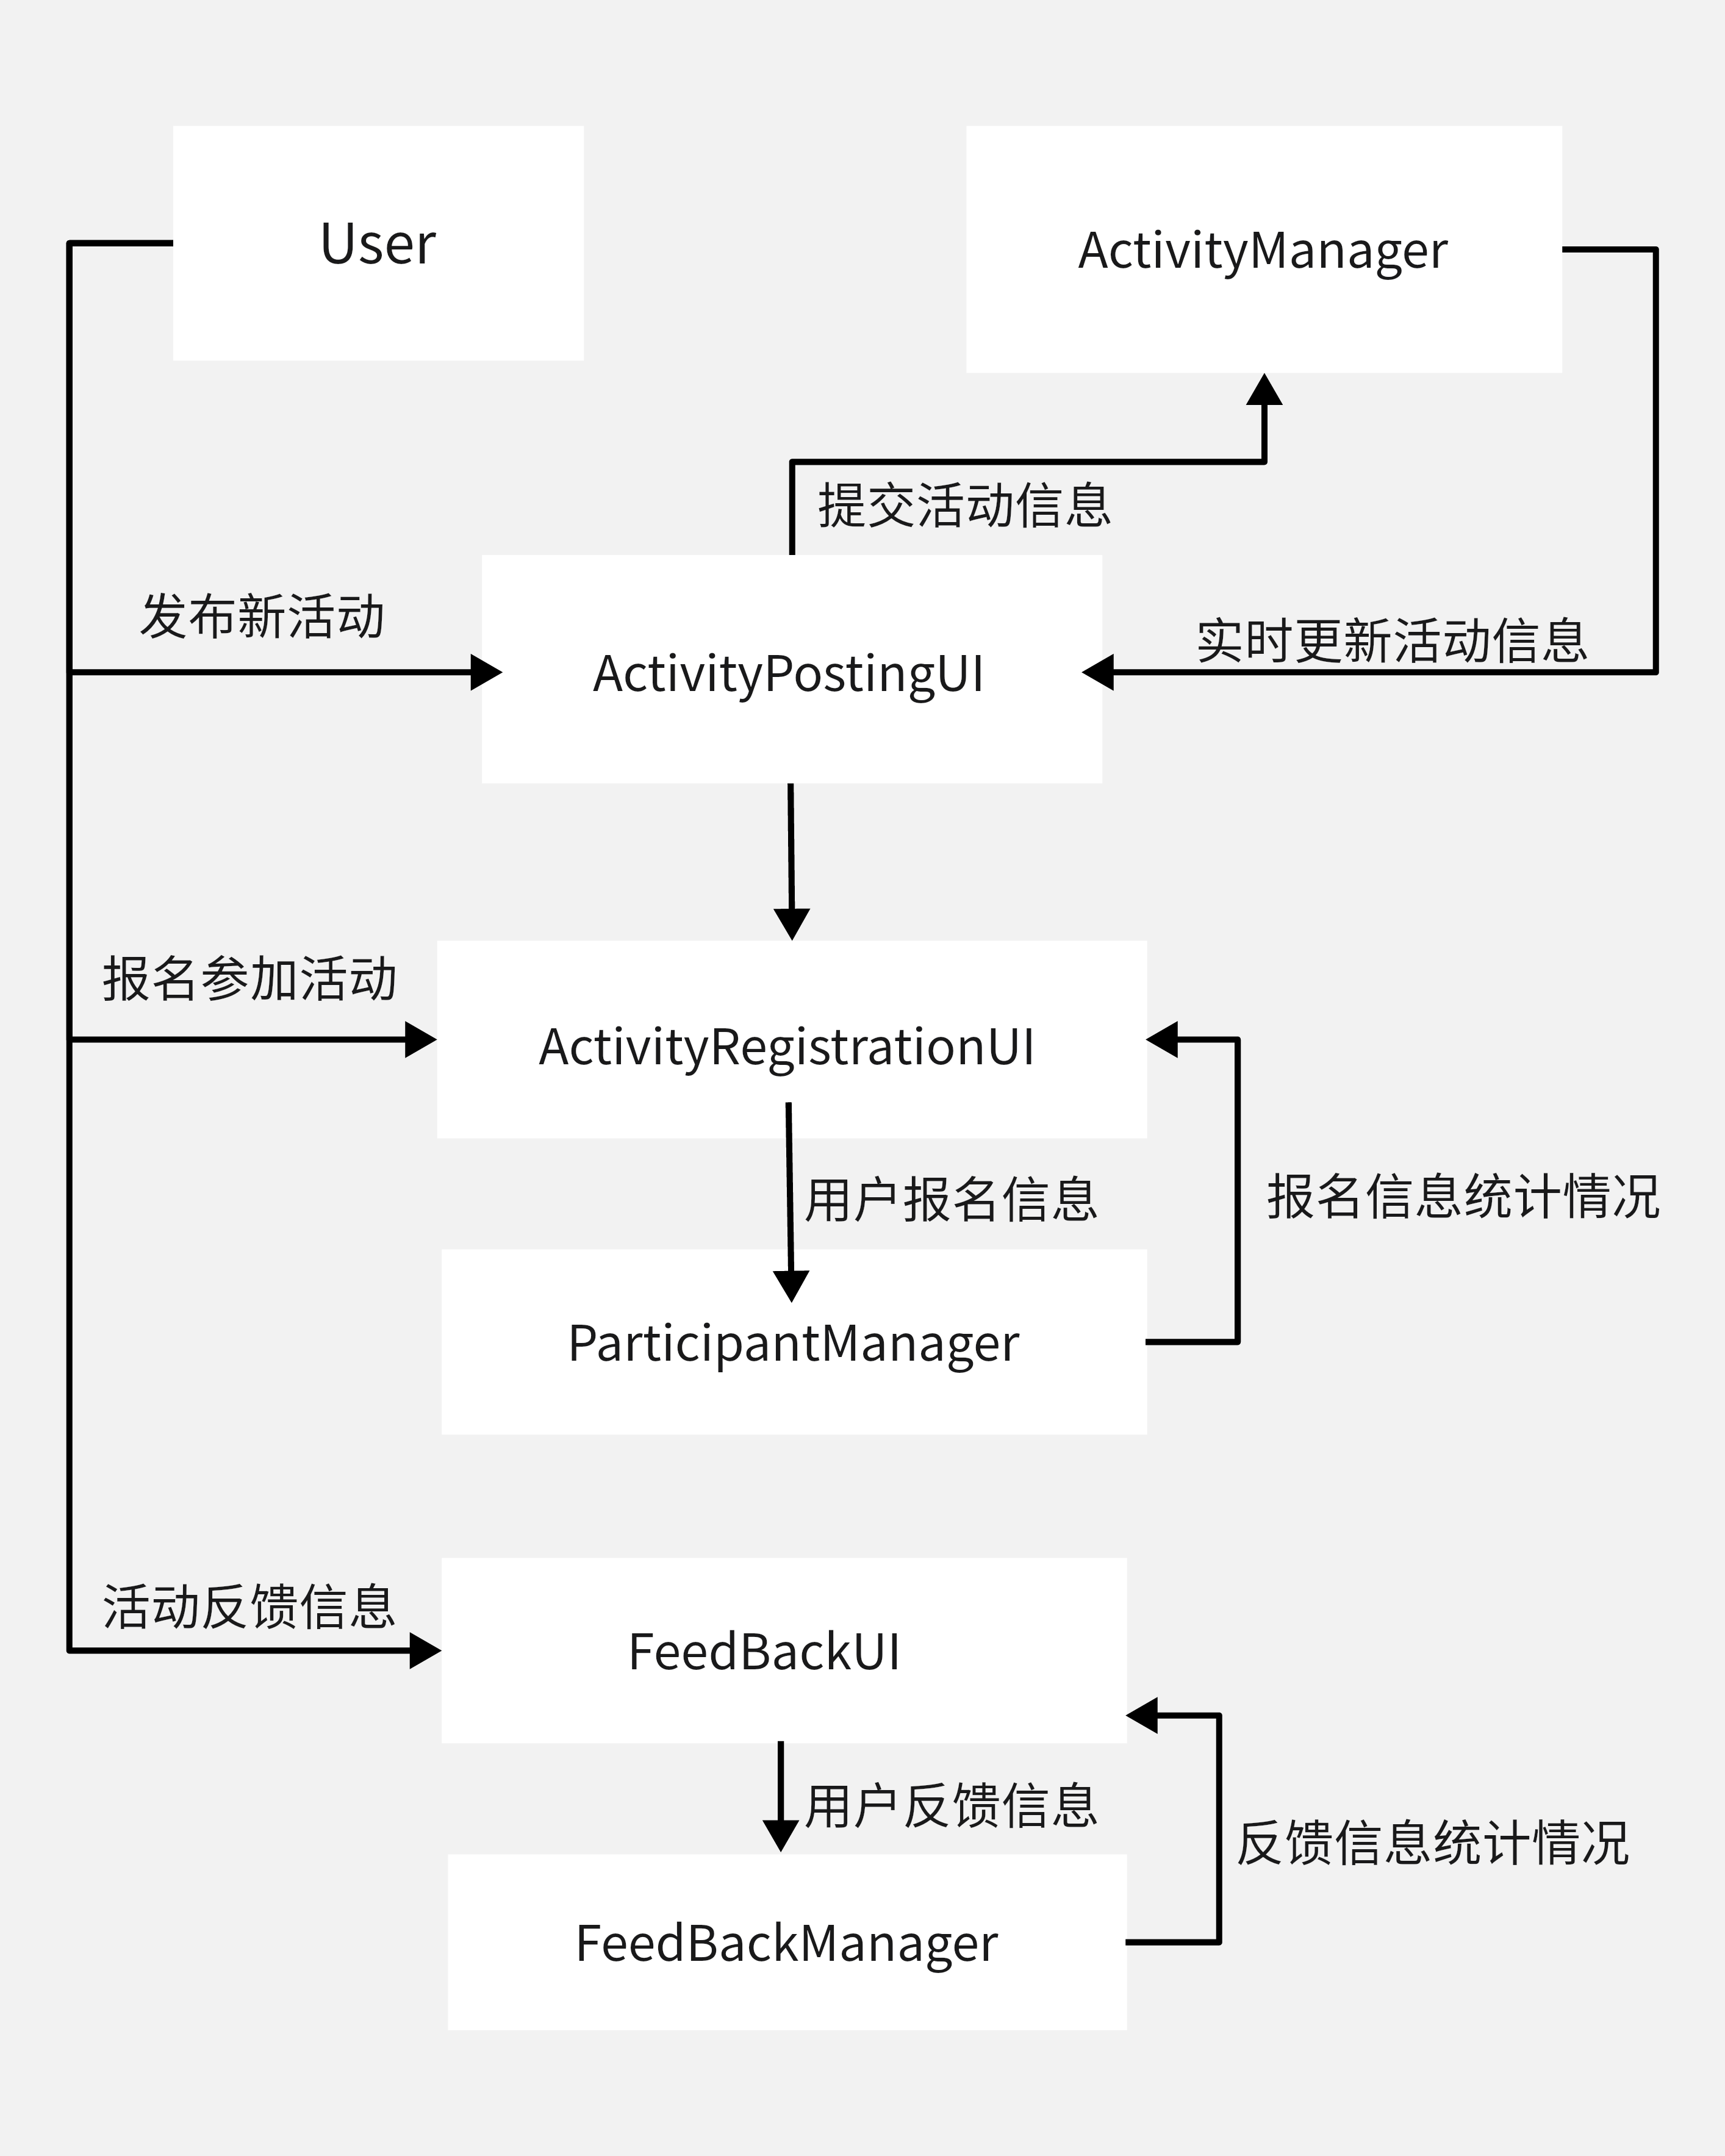 User
ActivityManager
提交活动信息
发布新活动
实时更新活动信息
ActivityPostingUI
报名参加活动
ActivityRegistrationUI
用户报名信息
报名信息统计情况
ParticipantManager
活动反馈信息
FeedBackUI
用户反馈信息
反馈信息统计情况
FeedBackManager